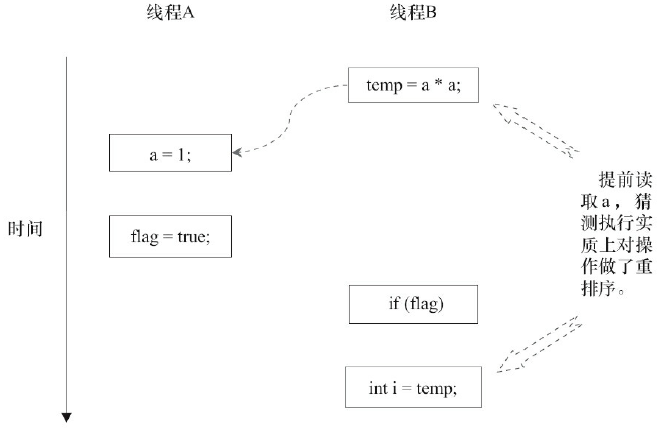 线程A
线程B
temp = a * a;
a = 1;
时间
flag = true;
提前读
取a，猜
测执行实
质上对操
作做了重
排序。
if (flag)
int i = temp;